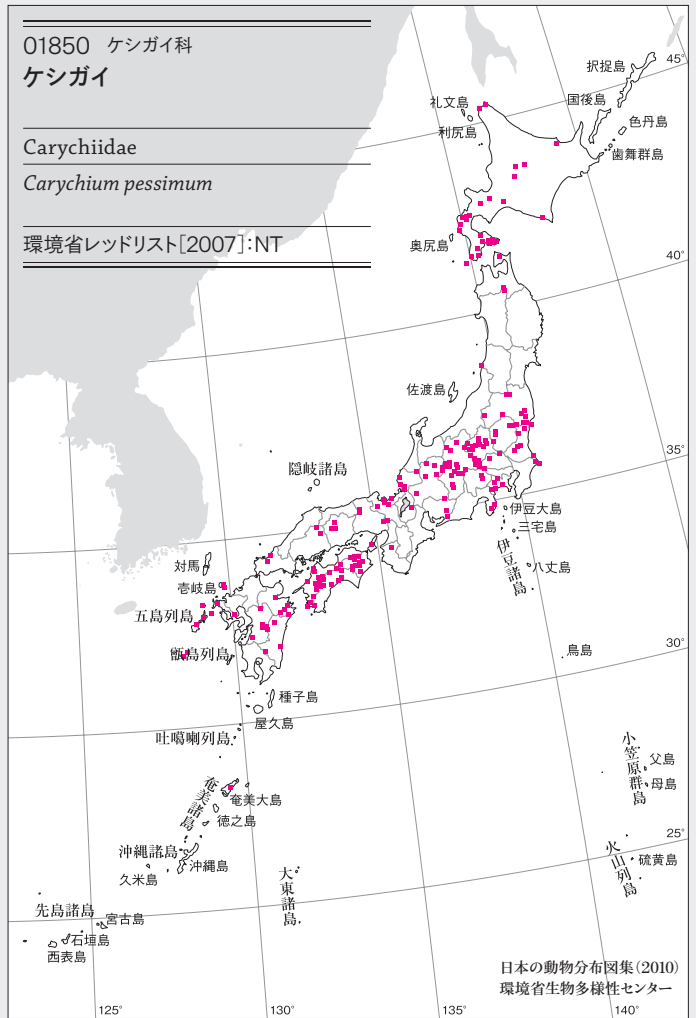 01850 ケシガイ科
ケシガイ
Carychiidae
Carychium pessimum
環境省レッドリスト[2007]:NT
択捉島
45°
礼文島
国後島
利尻島
色丹島
歯舞群島
奥尻島
40°
佐渡島
35°
隠岐諸島
伊豆大島
三宅島
伊豆諸島
八丈島
対馬
壱岐島
五島列島
甑島列島
鳥島
30°
種子島
屋久島
吐噶喇列島
小笠原群島
父島
母島
奄美諸島
奄美大島
徳之島
25°
沖縄諸島
沖縄島
久米島
火山列島
硫黄島
大東諸島
先島諸島
宮古島
石垣島
西表島
日本の動物分布図集(2010)
環境省生物多様性センター
125°
130°
135°
140°